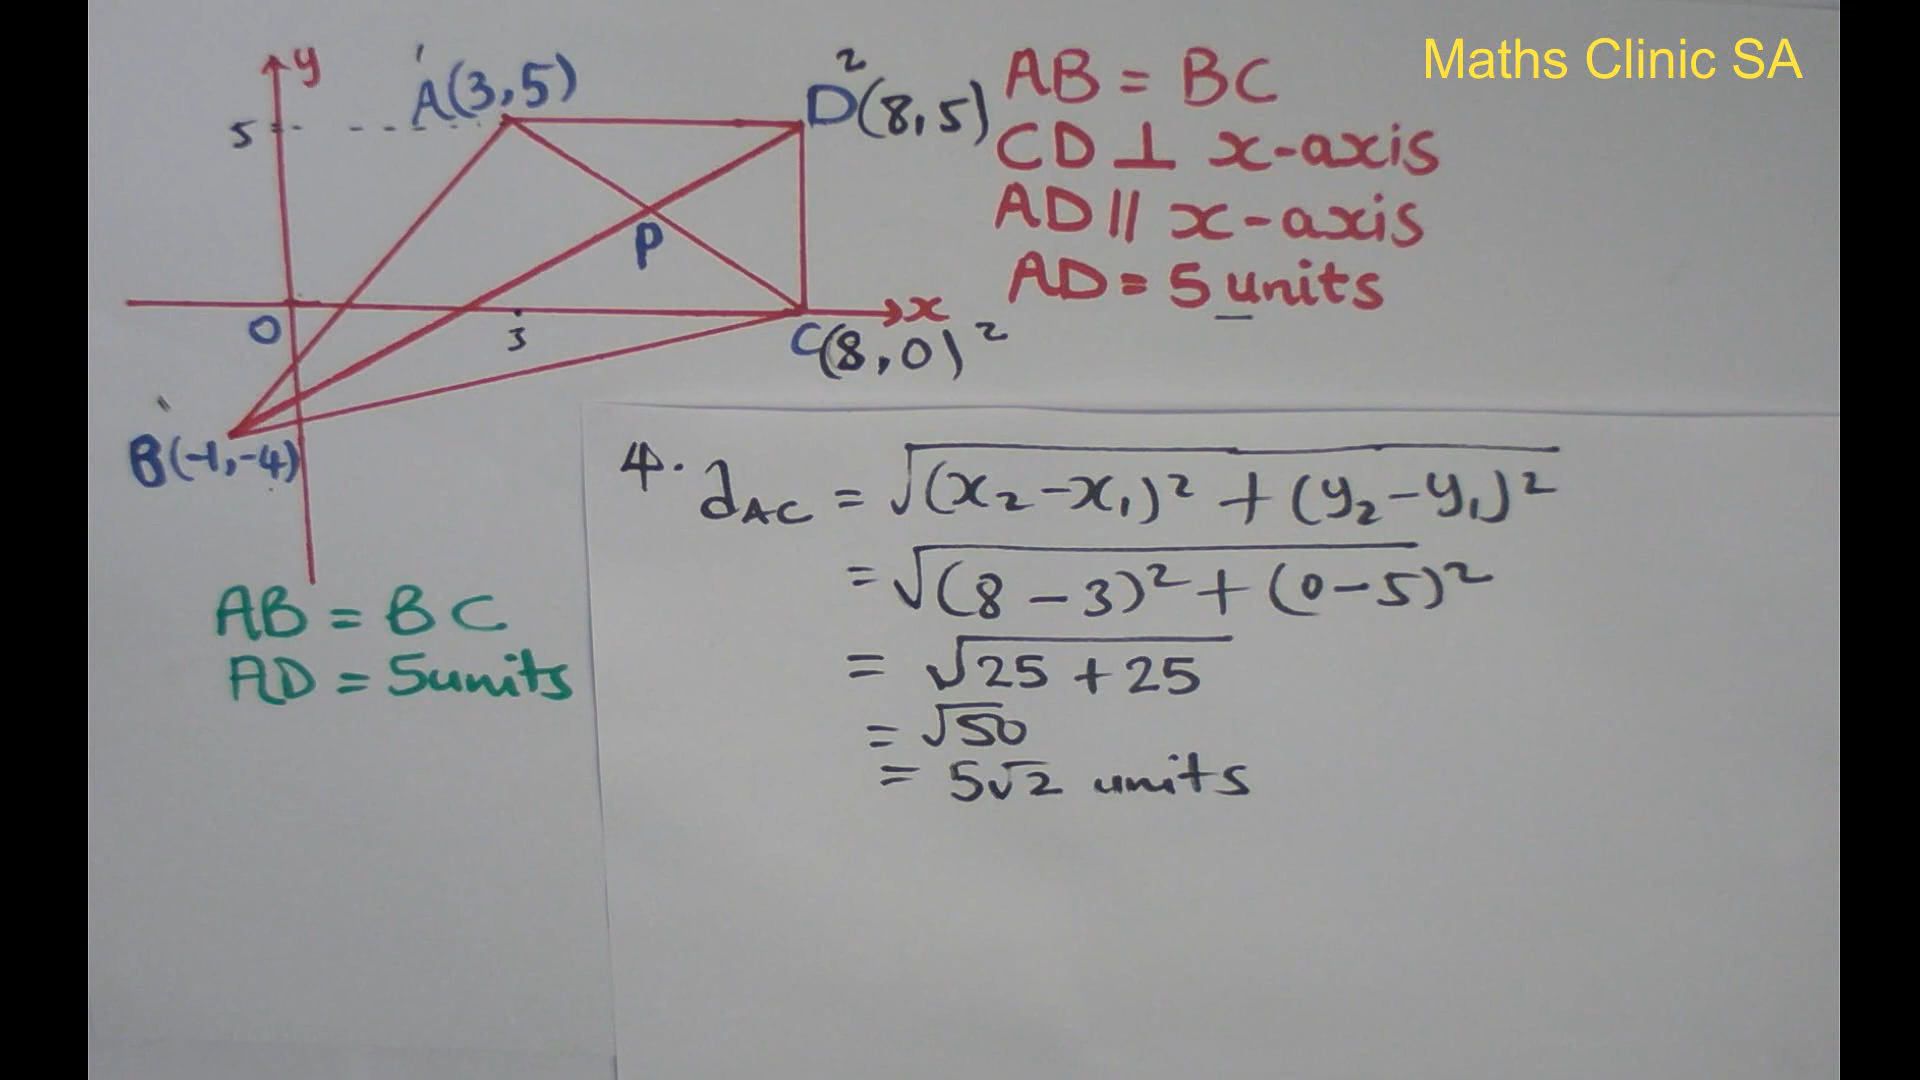 Maths Clinic SA
y
A(3,5)
D²(8,5)
5
P
O
3
x
C(8,0)²
B(-1,-4)
AB = BC
CD ⊥ x-axis
AD || x-axis
AD = 5 units
AB = BC
AD = 5units
4. d_AC = √(x₂-x₁)² + (y₂-y₁)²
= √(8-3)² + (0-5)²
= √25 + 25
= √50
= 5√2 units